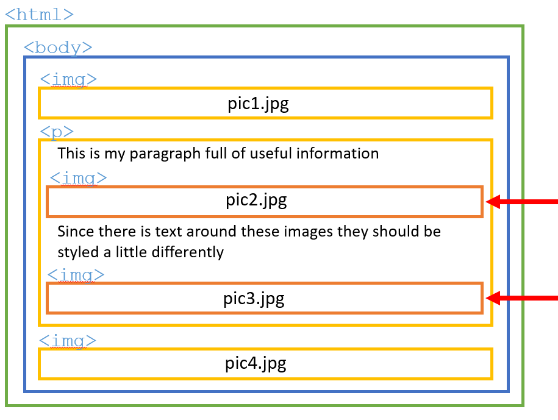 <html>
<body>
<img>
pic1.jpg
<p>
This is my paragraph full of useful information
<img>
pic2.jpg
Since there is text around these images they should be
styled a little differently
<img>
pic3.jpg
<img>
pic4.jpg